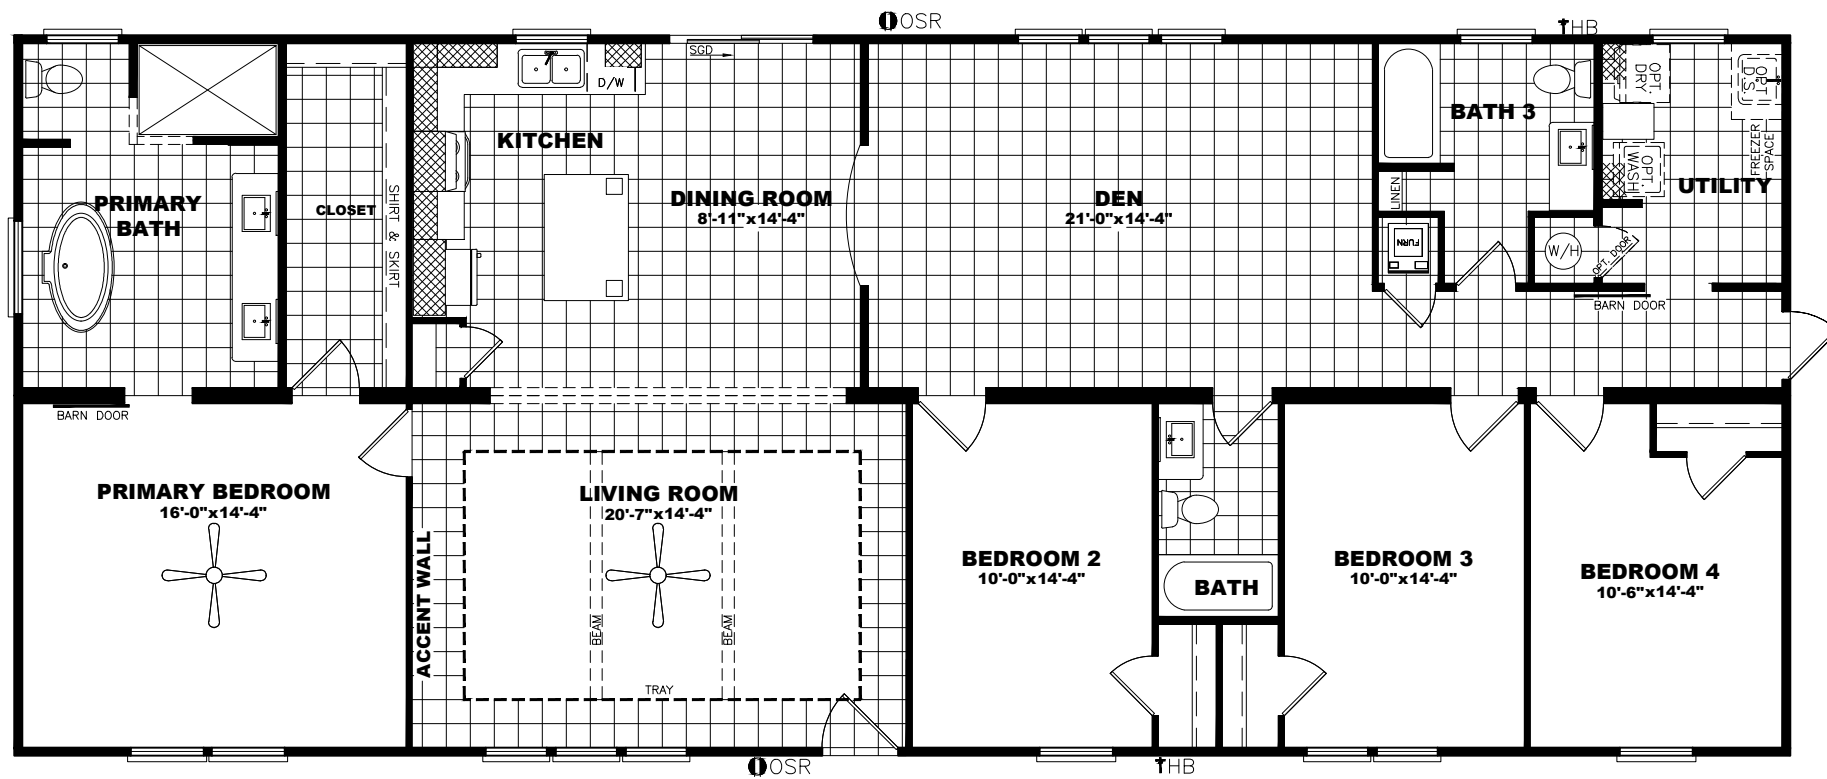 OSR
HB
SGD
D/W
OPT.
DRY
OPT.
D.S.
BATH 3
KITCHEN
FREEZER
SPACE
OPT.
WASH
UTILITY
PRIMARY
BATH
CLOSET
SHIRT & SKIRT
DINING ROOM
8'-11"x14'-4"
DEN
21'-0"x14'-4"
LINEN
FURN
W/H
OPT. DOOR
BARN DOOR
BARN DOOR
PRIMARY BEDROOM
16'-0"x14'-4"
ACCENT WALL
LIVING ROOM
20'-7"x14'-4"
BEAM
BEAM
TRAY
BEDROOM 2
10'-0"x14'-4"
BATH
BEDROOM 3
10'-0"x14'-4"
BEDROOM 4
10'-6"x14'-4"
OSR
HB